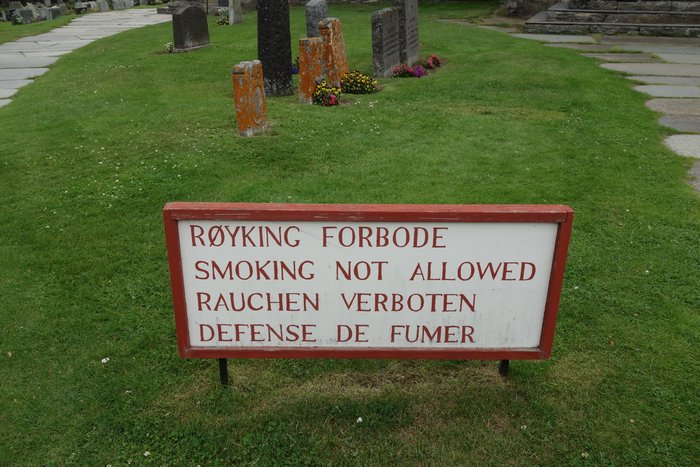 RØYKING FORBODE
SMOKING NOT ALLOWED
RAUCHEN VERBOTEN
DEFENSE DE FUMER